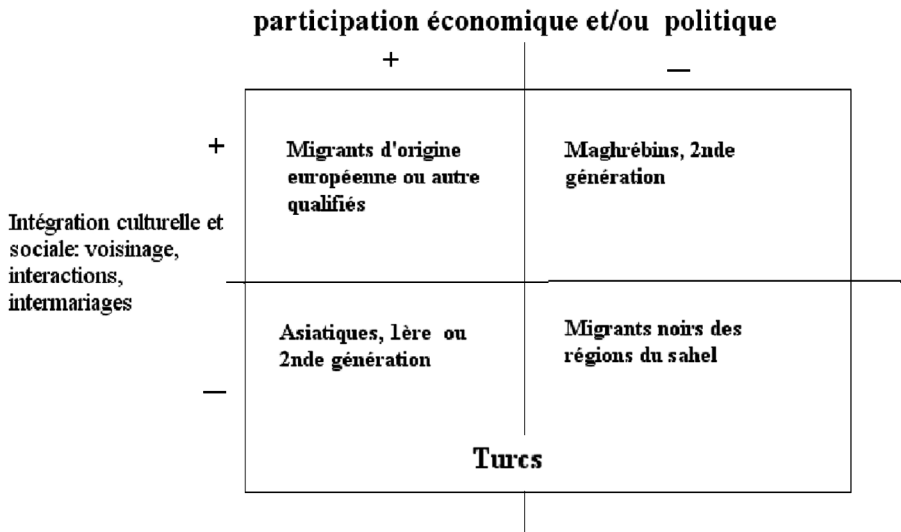 participation économique et/ou politique
+
—
+
Migrants d'origine
européenne ou autre
qualifiés
Maghrébins, 2nde
génération
Intégration culturelle et
sociale: voisinage,
interactions,
intermariages
Asiatiques, 1ère ou
2nde génération
Migrants noirs des
régions du sahel
—
Turcs